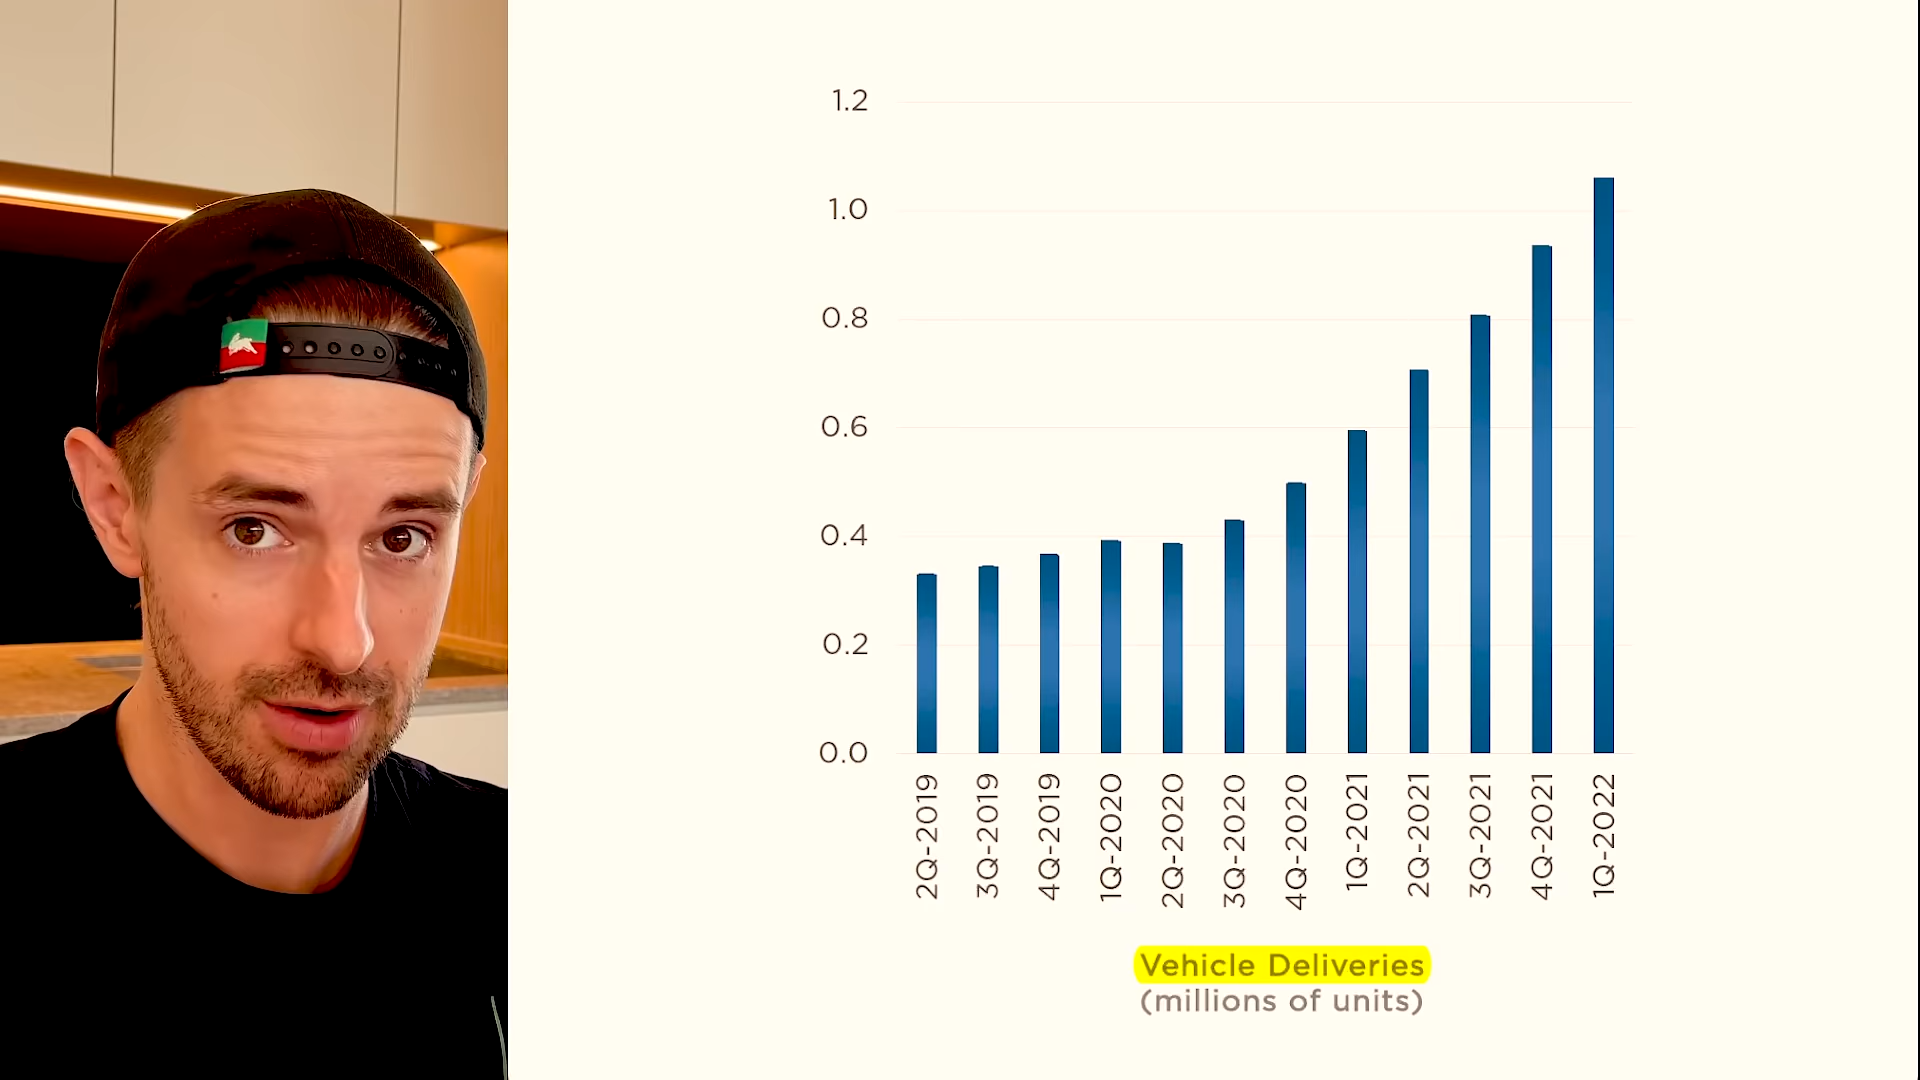 1.2
1.0
0.8
0.6
0.4
0.2
0.0
2Q-2019
3Q-2019
4Q-2019
1Q-2020
2Q-2020
3Q-2020
4Q-2020
1Q-2021
2Q-2021
3Q-2021
4Q-2021
1Q-2022
Vehicle Deliveries
(millions of units)